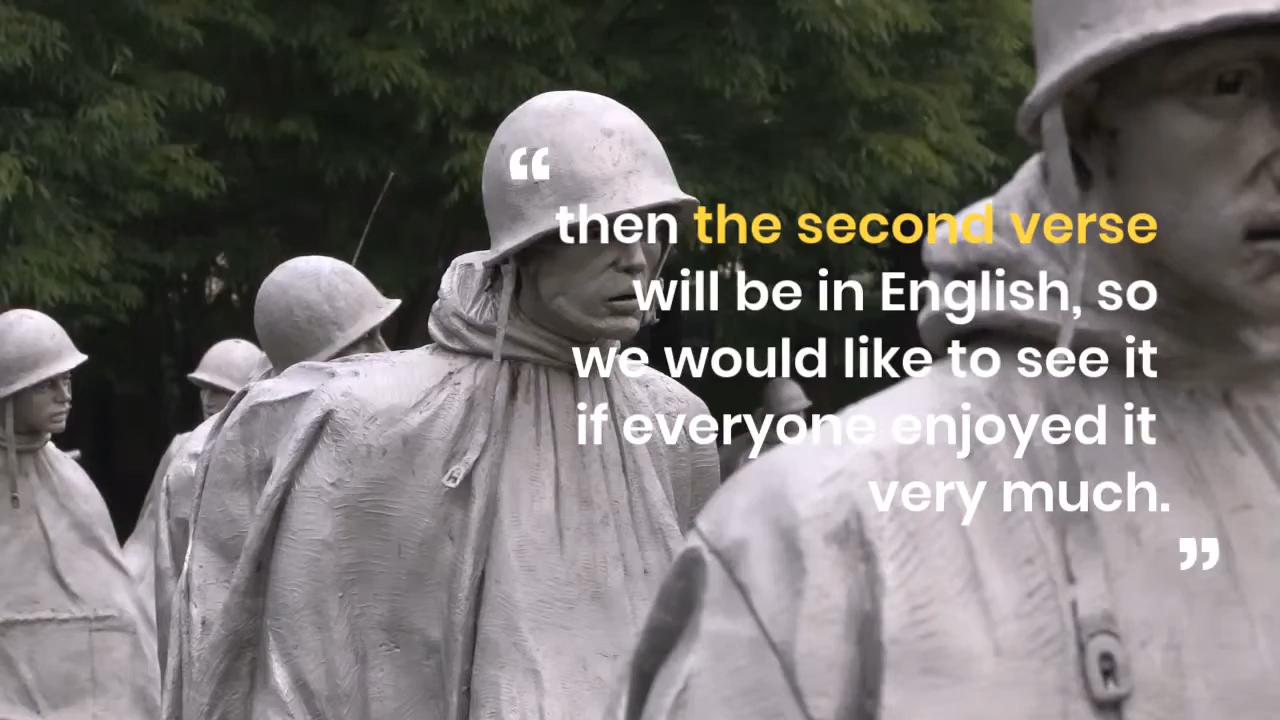 “
then the second verse
will be in English, so
we would like to see it
if everyone enjoyed it
very much.
”
R